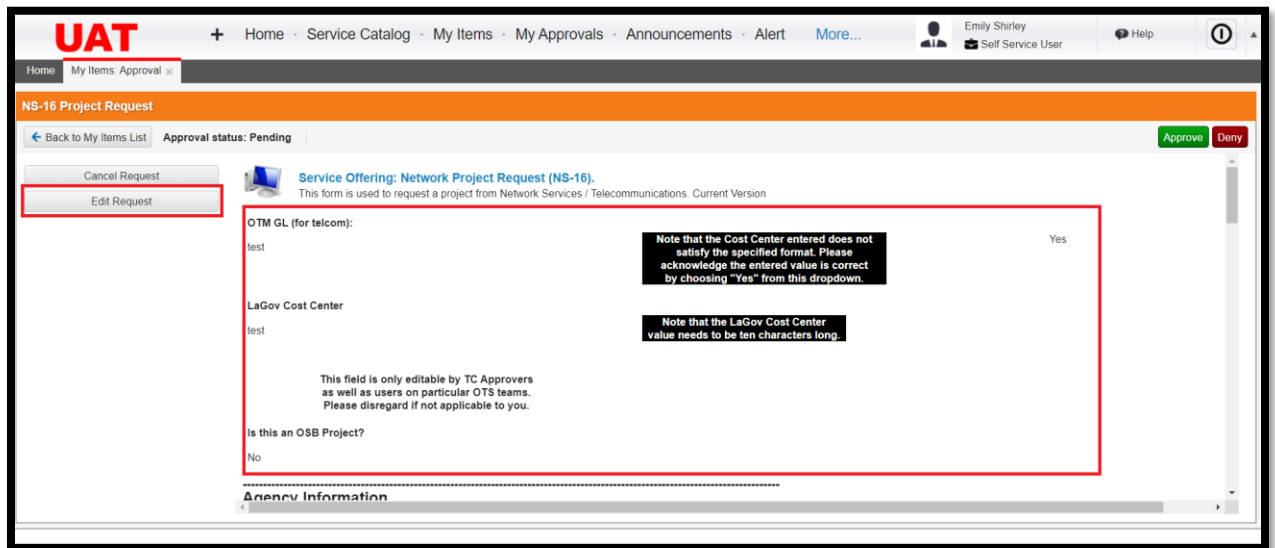 UAT
+ Home · Service Catalog · My Items · My Approvals · Announcements · Alert More...
Emily Shirley
Self Service User
Help
Home My Items: Approval ×
NS-16 Project Request
Back to My Items List Approval status: Pending Approve Deny
Cancel Request
Edit Request
Service Offering: Network Project Request (NS-16).
This form is used to request a project from Network Services / Telecommunications. Current Version
OTM GL (for telcom):
test
Note that the Cost Center entered does not
satisfy the specified format. Please
acknowledge the entered value is correct
by choosing "Yes" from this dropdown.
Yes
LaGov Cost Center
test
Note that the LaGov Cost Center
value needs to be ten characters long.
This field is only editable by TC Approvers
as well as users on particular OTS teams.
Please disregard if not applicable to you.
Is this an OSB Project?
No
Agency Information